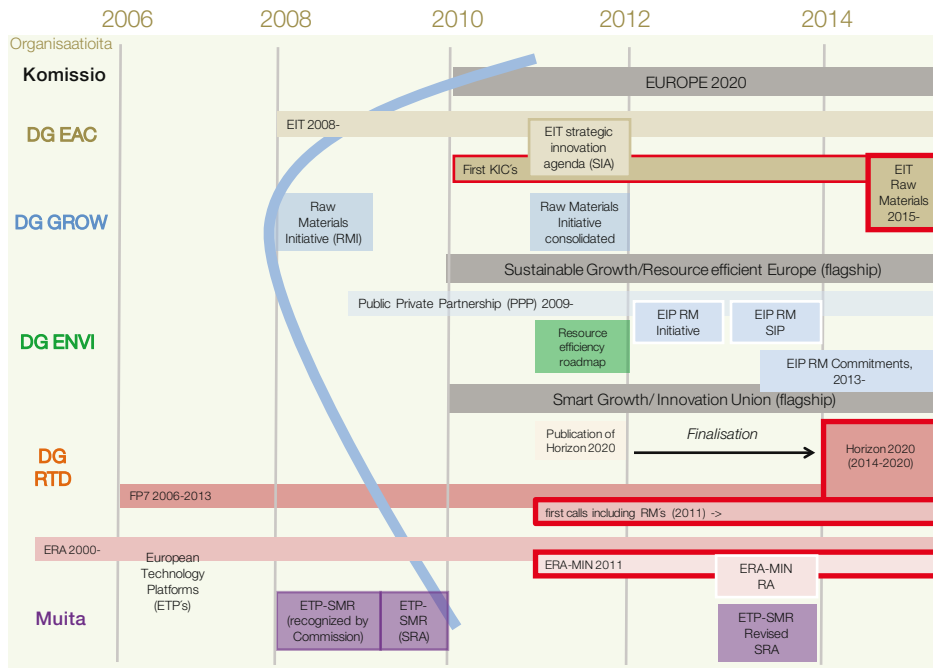 2006 2008 2010 2012 2014
Organisaatioita
Komissio
EUROPE 2020
DG EAC
EIT 2008-
EIT strategic
innovation
agenda (SIA)
First KIC´s
EIT
Raw
Materials
2015-
DG GROW
Raw
Materials
Initiative (RMI)
Raw Materials
Initiative
consolidated
Sustainable Growth/Resource efficient Europe (flagship)
Public Private Partnership (PPP) 2009-
DG ENVI
Resource
efficiency
roadmap
EIP RM
Initiative
EIP RM
SIP
EIP RM Commitments,
2013-
Smart Growth/ Innovation Union (flagship)
DG
RTD
Publication of
Horizon 2020
Finalisation
Horizon 2020
(2014-2020)
FP7 2006-2013
first calls including RM´s (2011) ->
ERA 2000-
European
Technology
Platforms
(ETP´s)
ERA-MIN 2011
ERA-MIN
RA
Muita
ETP-SMR
(recognized by
Commission)
ETP-
SMR
(SRA)
ETP-SMR
Revised
SRA